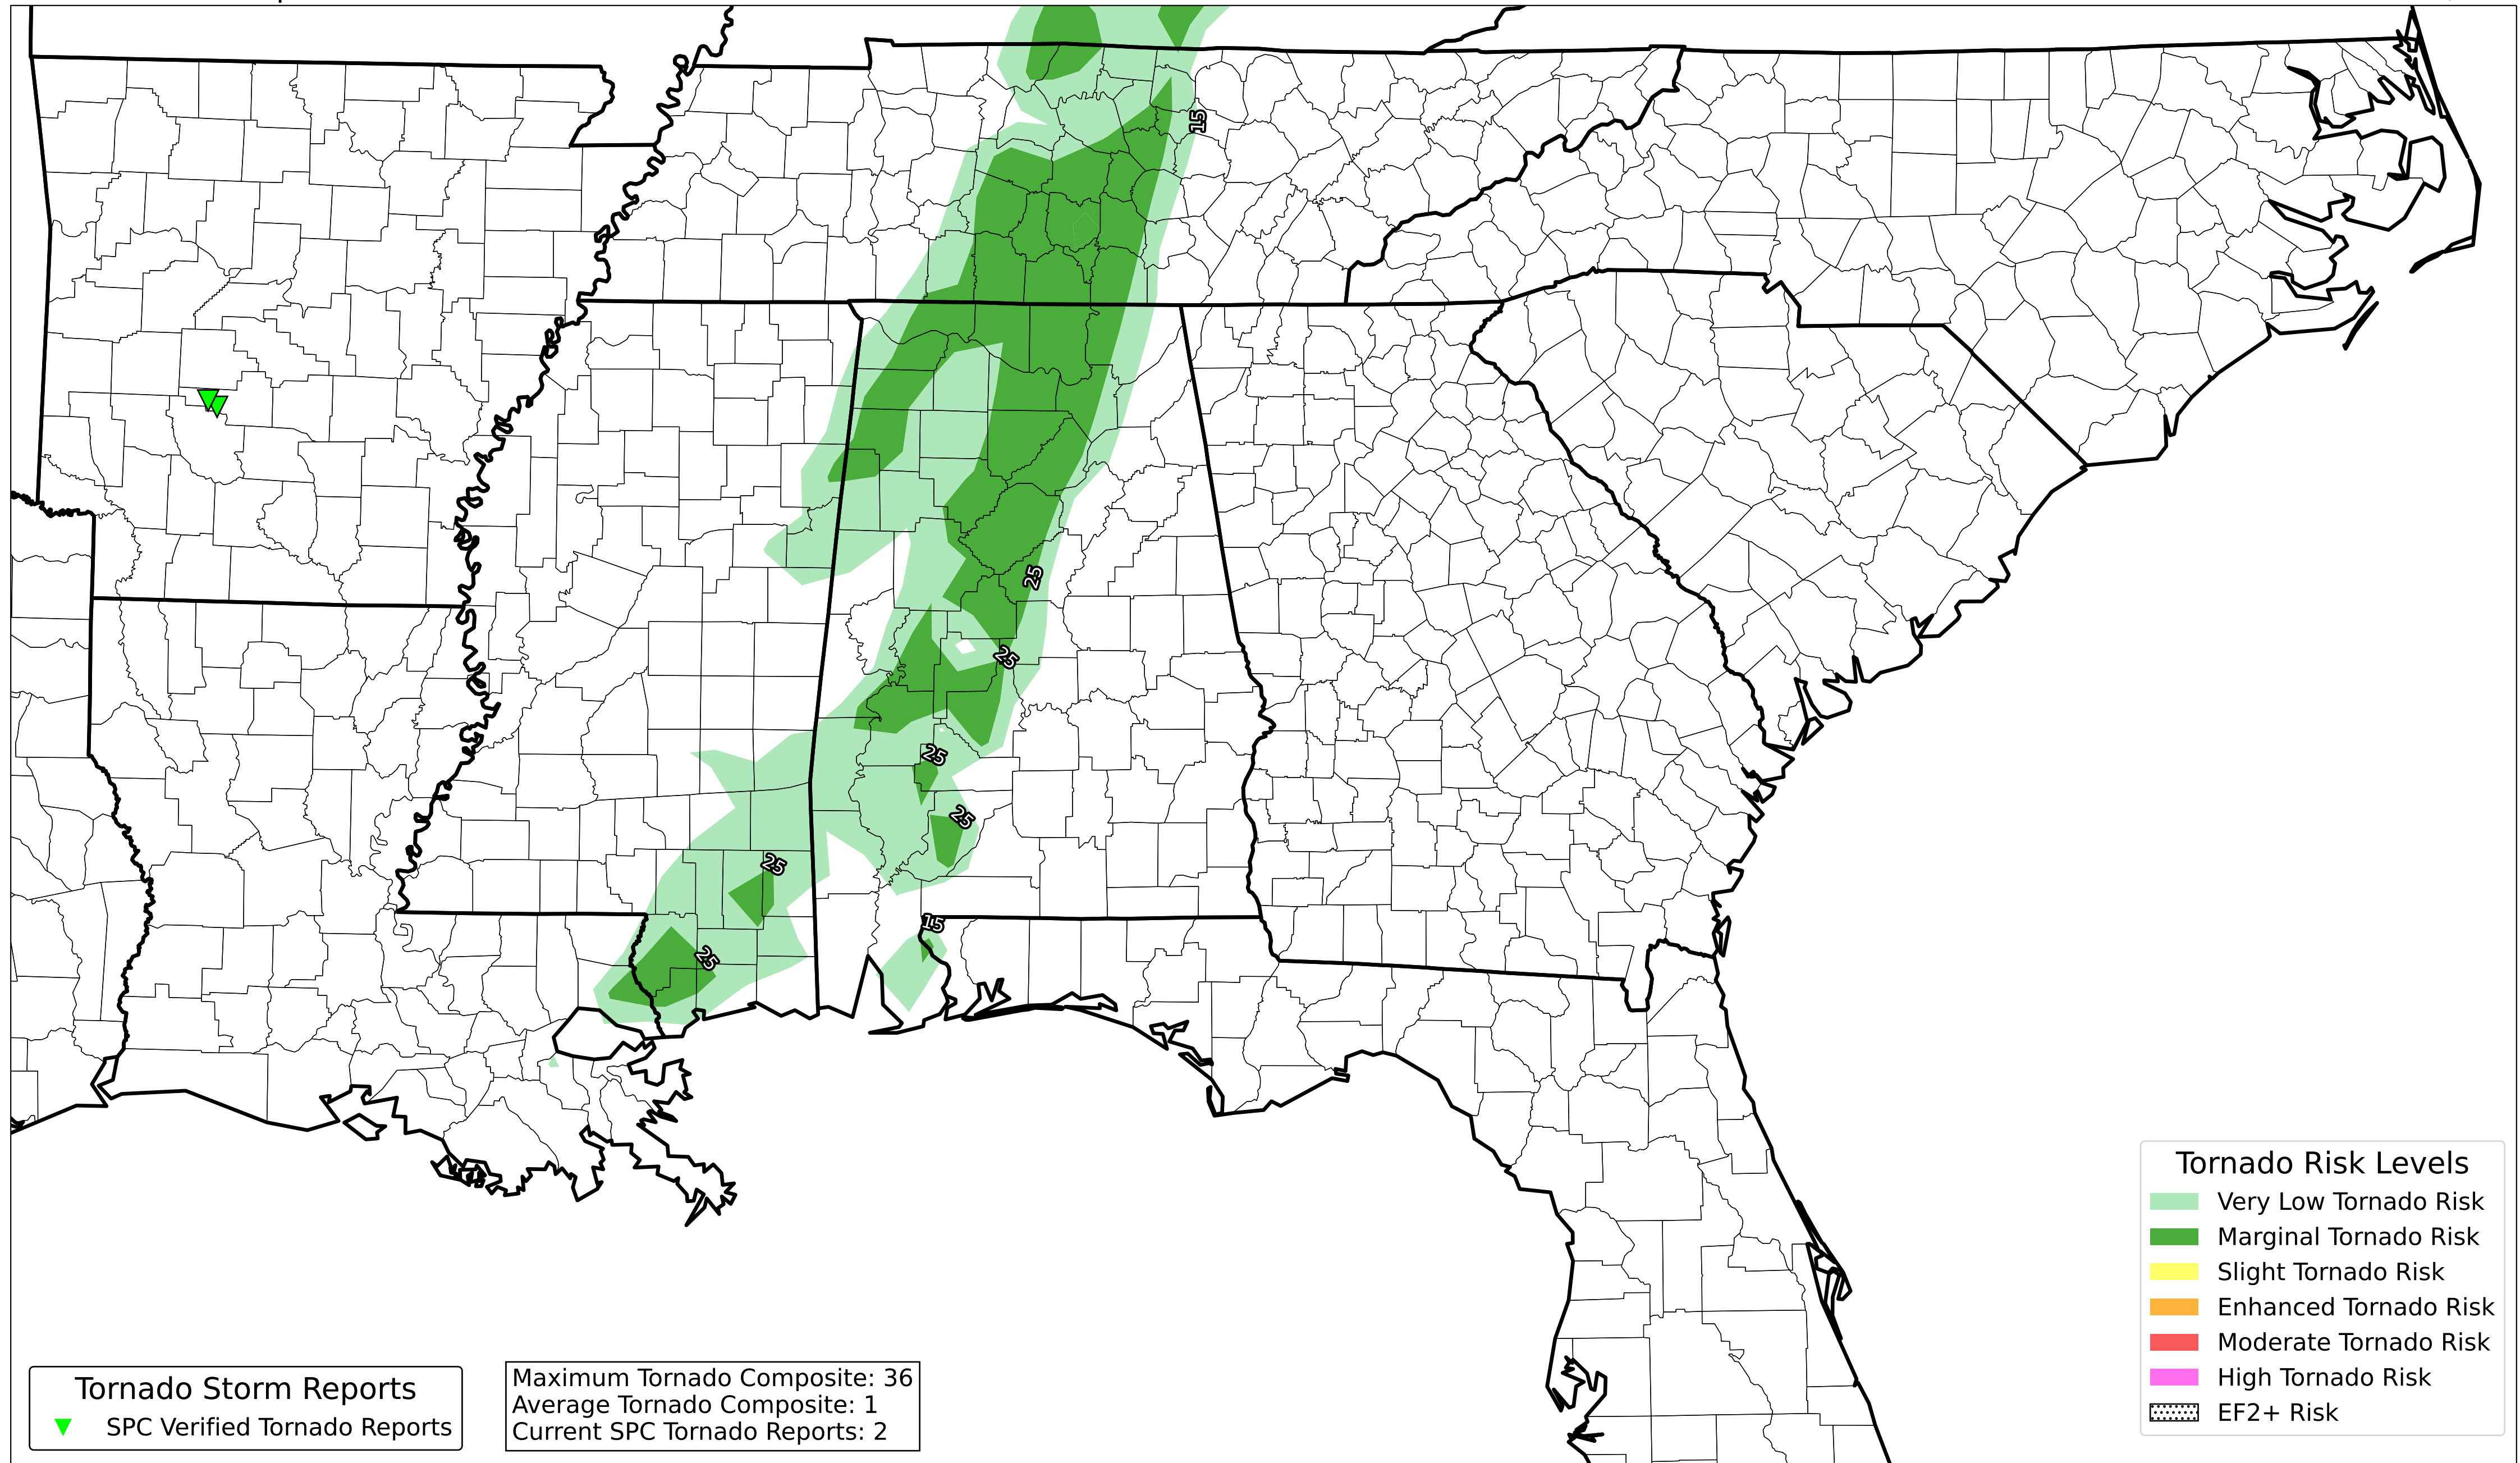 15
25
25
25
25
25
15
25
Tornado Risk Levels
Very Low Tornado Risk
Marginal Tornado Risk
Slight Tornado Risk
Enhanced Tornado Risk
Moderate Tornado Risk
High Tornado Risk
EF2+ Risk
Tornado Storm Reports
SPC Verified Tornado Reports
Maximum Tornado Composite: 36
Average Tornado Composite: 1
Current SPC Tornado Reports: 2